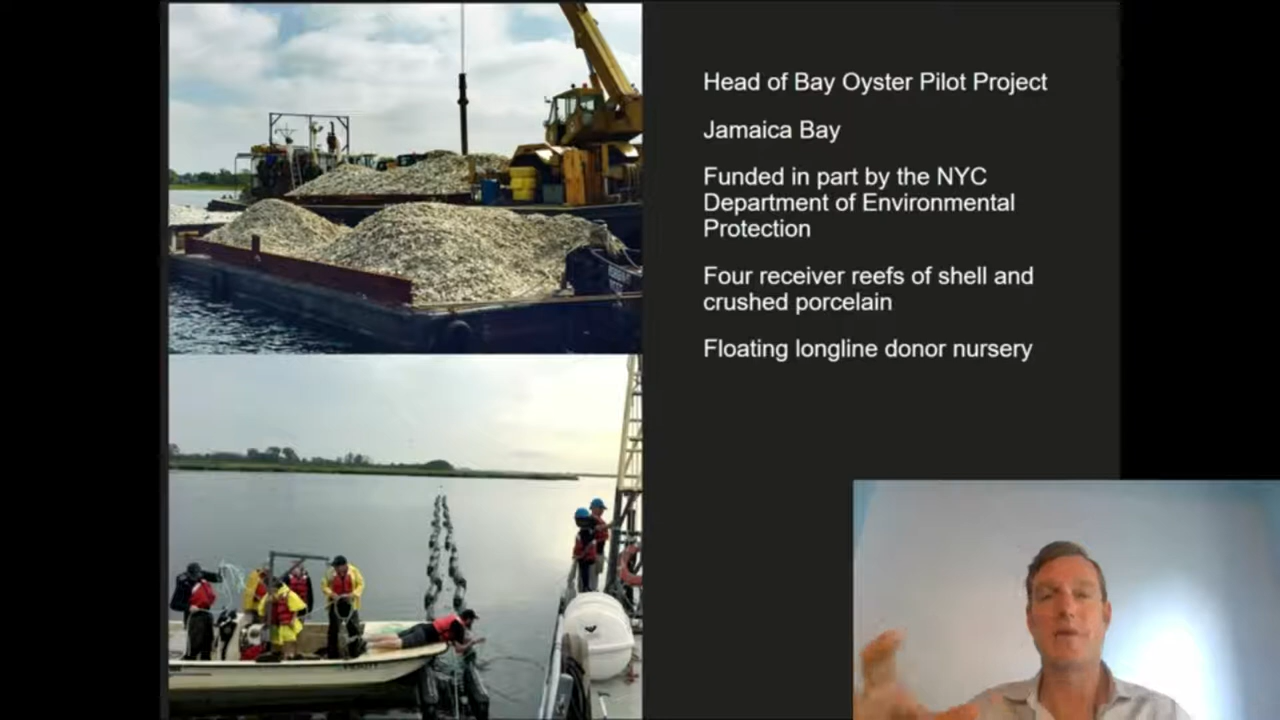 Head of Bay Oyster Pilot Project
Jamaica Bay
Funded in part by the NYC
Department of Environmental
Protection
Four receiver reefs of shell and
crushed porcelain
Floating longline donor nursery